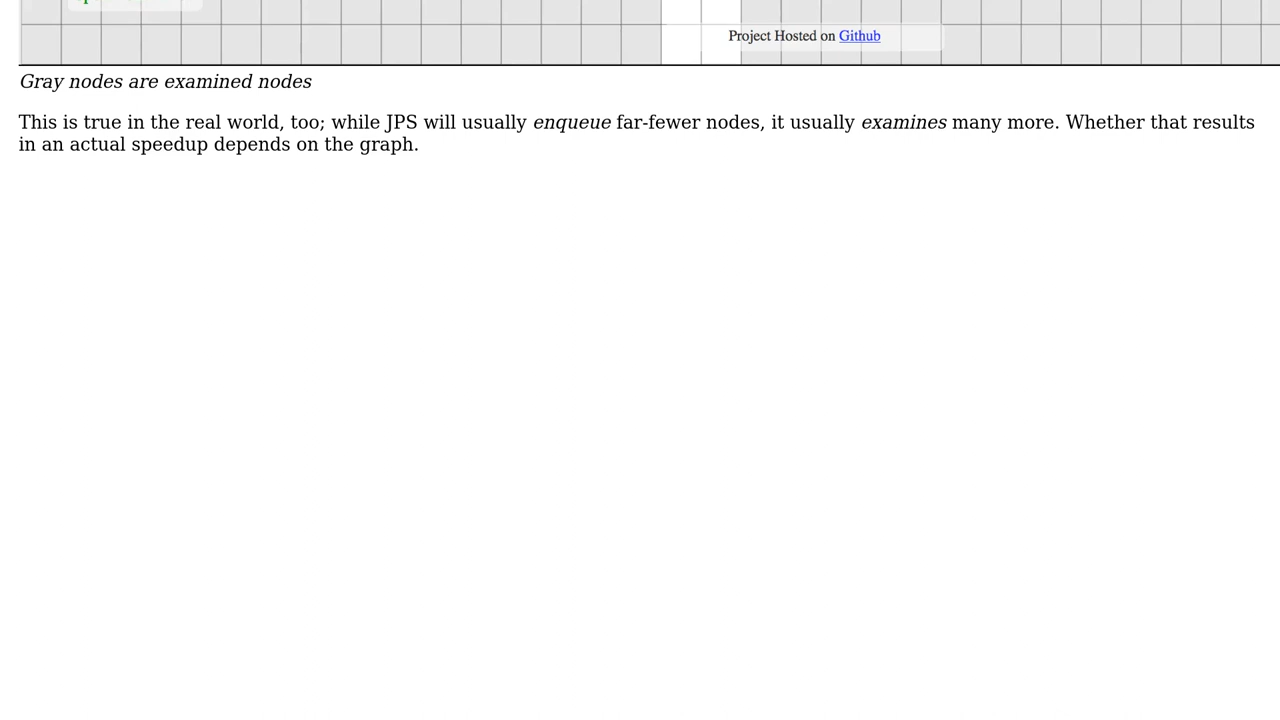 Project Hosted on Github
Gray nodes are examined nodes
This is true in the real world, too; while JPS will usually enqueue far-fewer nodes, it usually examines many more. Whether that results
in an actual speedup depends on the graph.